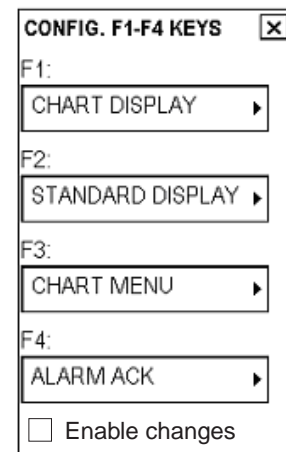 CONFIG. F1-F4 KEYS
F1:
CHART DISPLAY
F2:
STANDARD DISPLAY
F3:
CHART MENU
F4:
ALARM ACK
Enable changes